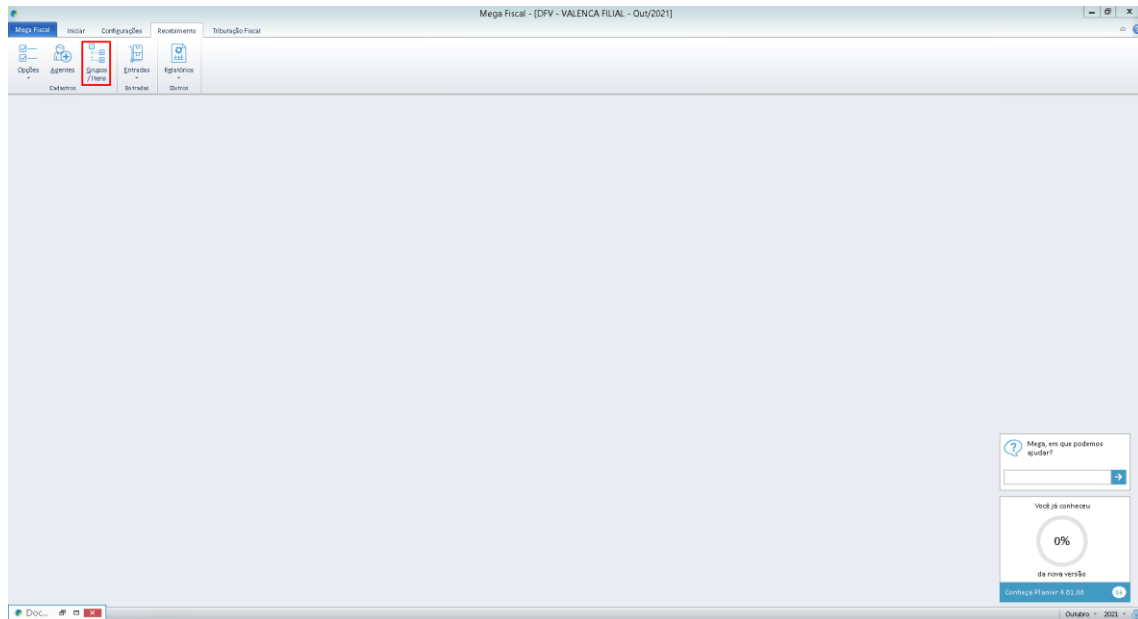 Mega Fiscal - [DFV - VALENCA FILIAL - Out/2021]
Mega Fiscal Iniciar Configurações Recebimento Tributação Fiscal
Opções Agentes Grupos /Itens Entradas Relatórios
Cadastros Entradas Outros
Mega, em que podemos
ajudar?
Você já conheceu
0%
da nova versão
Conheça Planier 4.61.00
Doc...
Outubro 2021